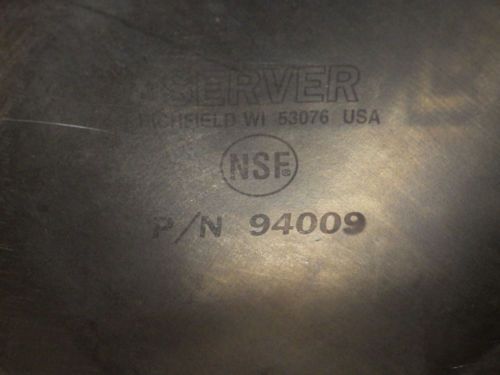 SERVER
RICHFIELD WI 53076 USA
NSF®
P/N 94009